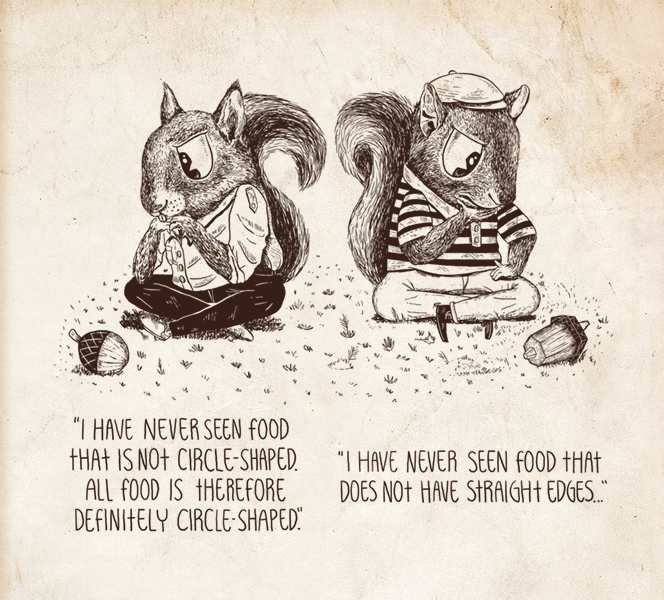 "I HAVE NEVER SEEN FOOD
THAT IS NOT CIRCLE-SHAPED.
ALL FOOD IS THEREFORE
DEFINITELY CIRCLE-SHAPED."
"I HAVE NEVER SEEN FOOD THAT
DOES NOT HAVE STRAIGHT EDGES..."